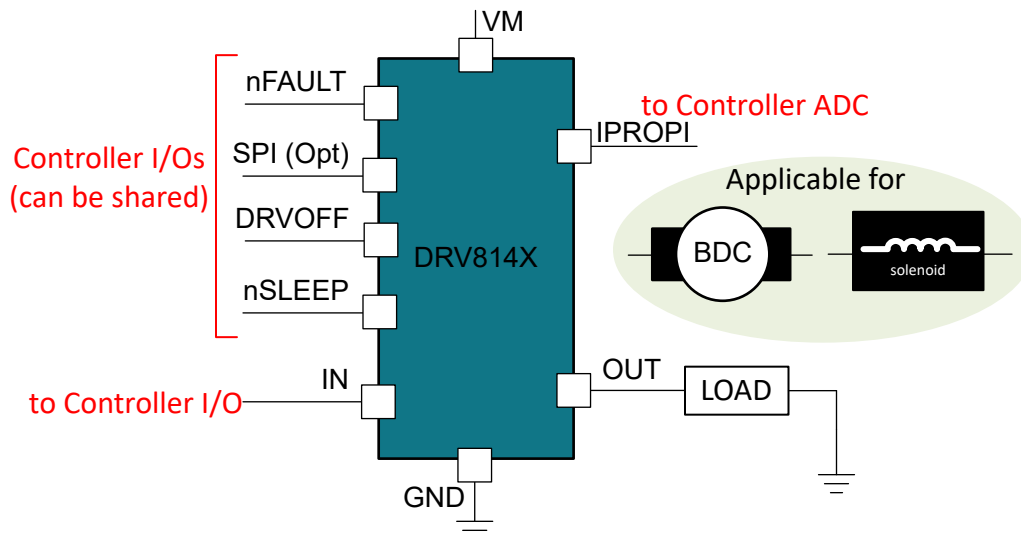 VM
nFAULT
to Controller ADC
IPROPI
Controller I/Os
(can be shared)
SPI (Opt)
DRVOFF
nSLEEP
DRV814X
Applicable for
BDC
solenoid
IN
to Controller I/O
OUT
LOAD
GND